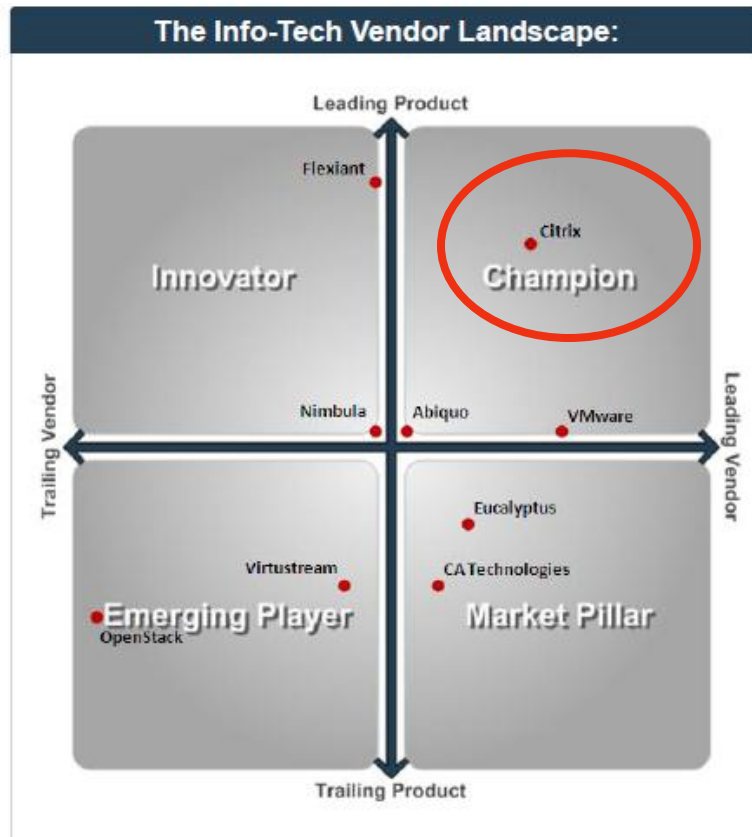 The Info-Tech Vendor Landscape:
Leading Product
Flexiant
Citrix
Innovator
Champion
Trailing Vendor
Leading Vendor
Nimbula
Abiquo
VMware
Eucalyptus
Virtustream
CA Technologies
Emerging Player
Market Pillar
OpenStack
Trailing Product